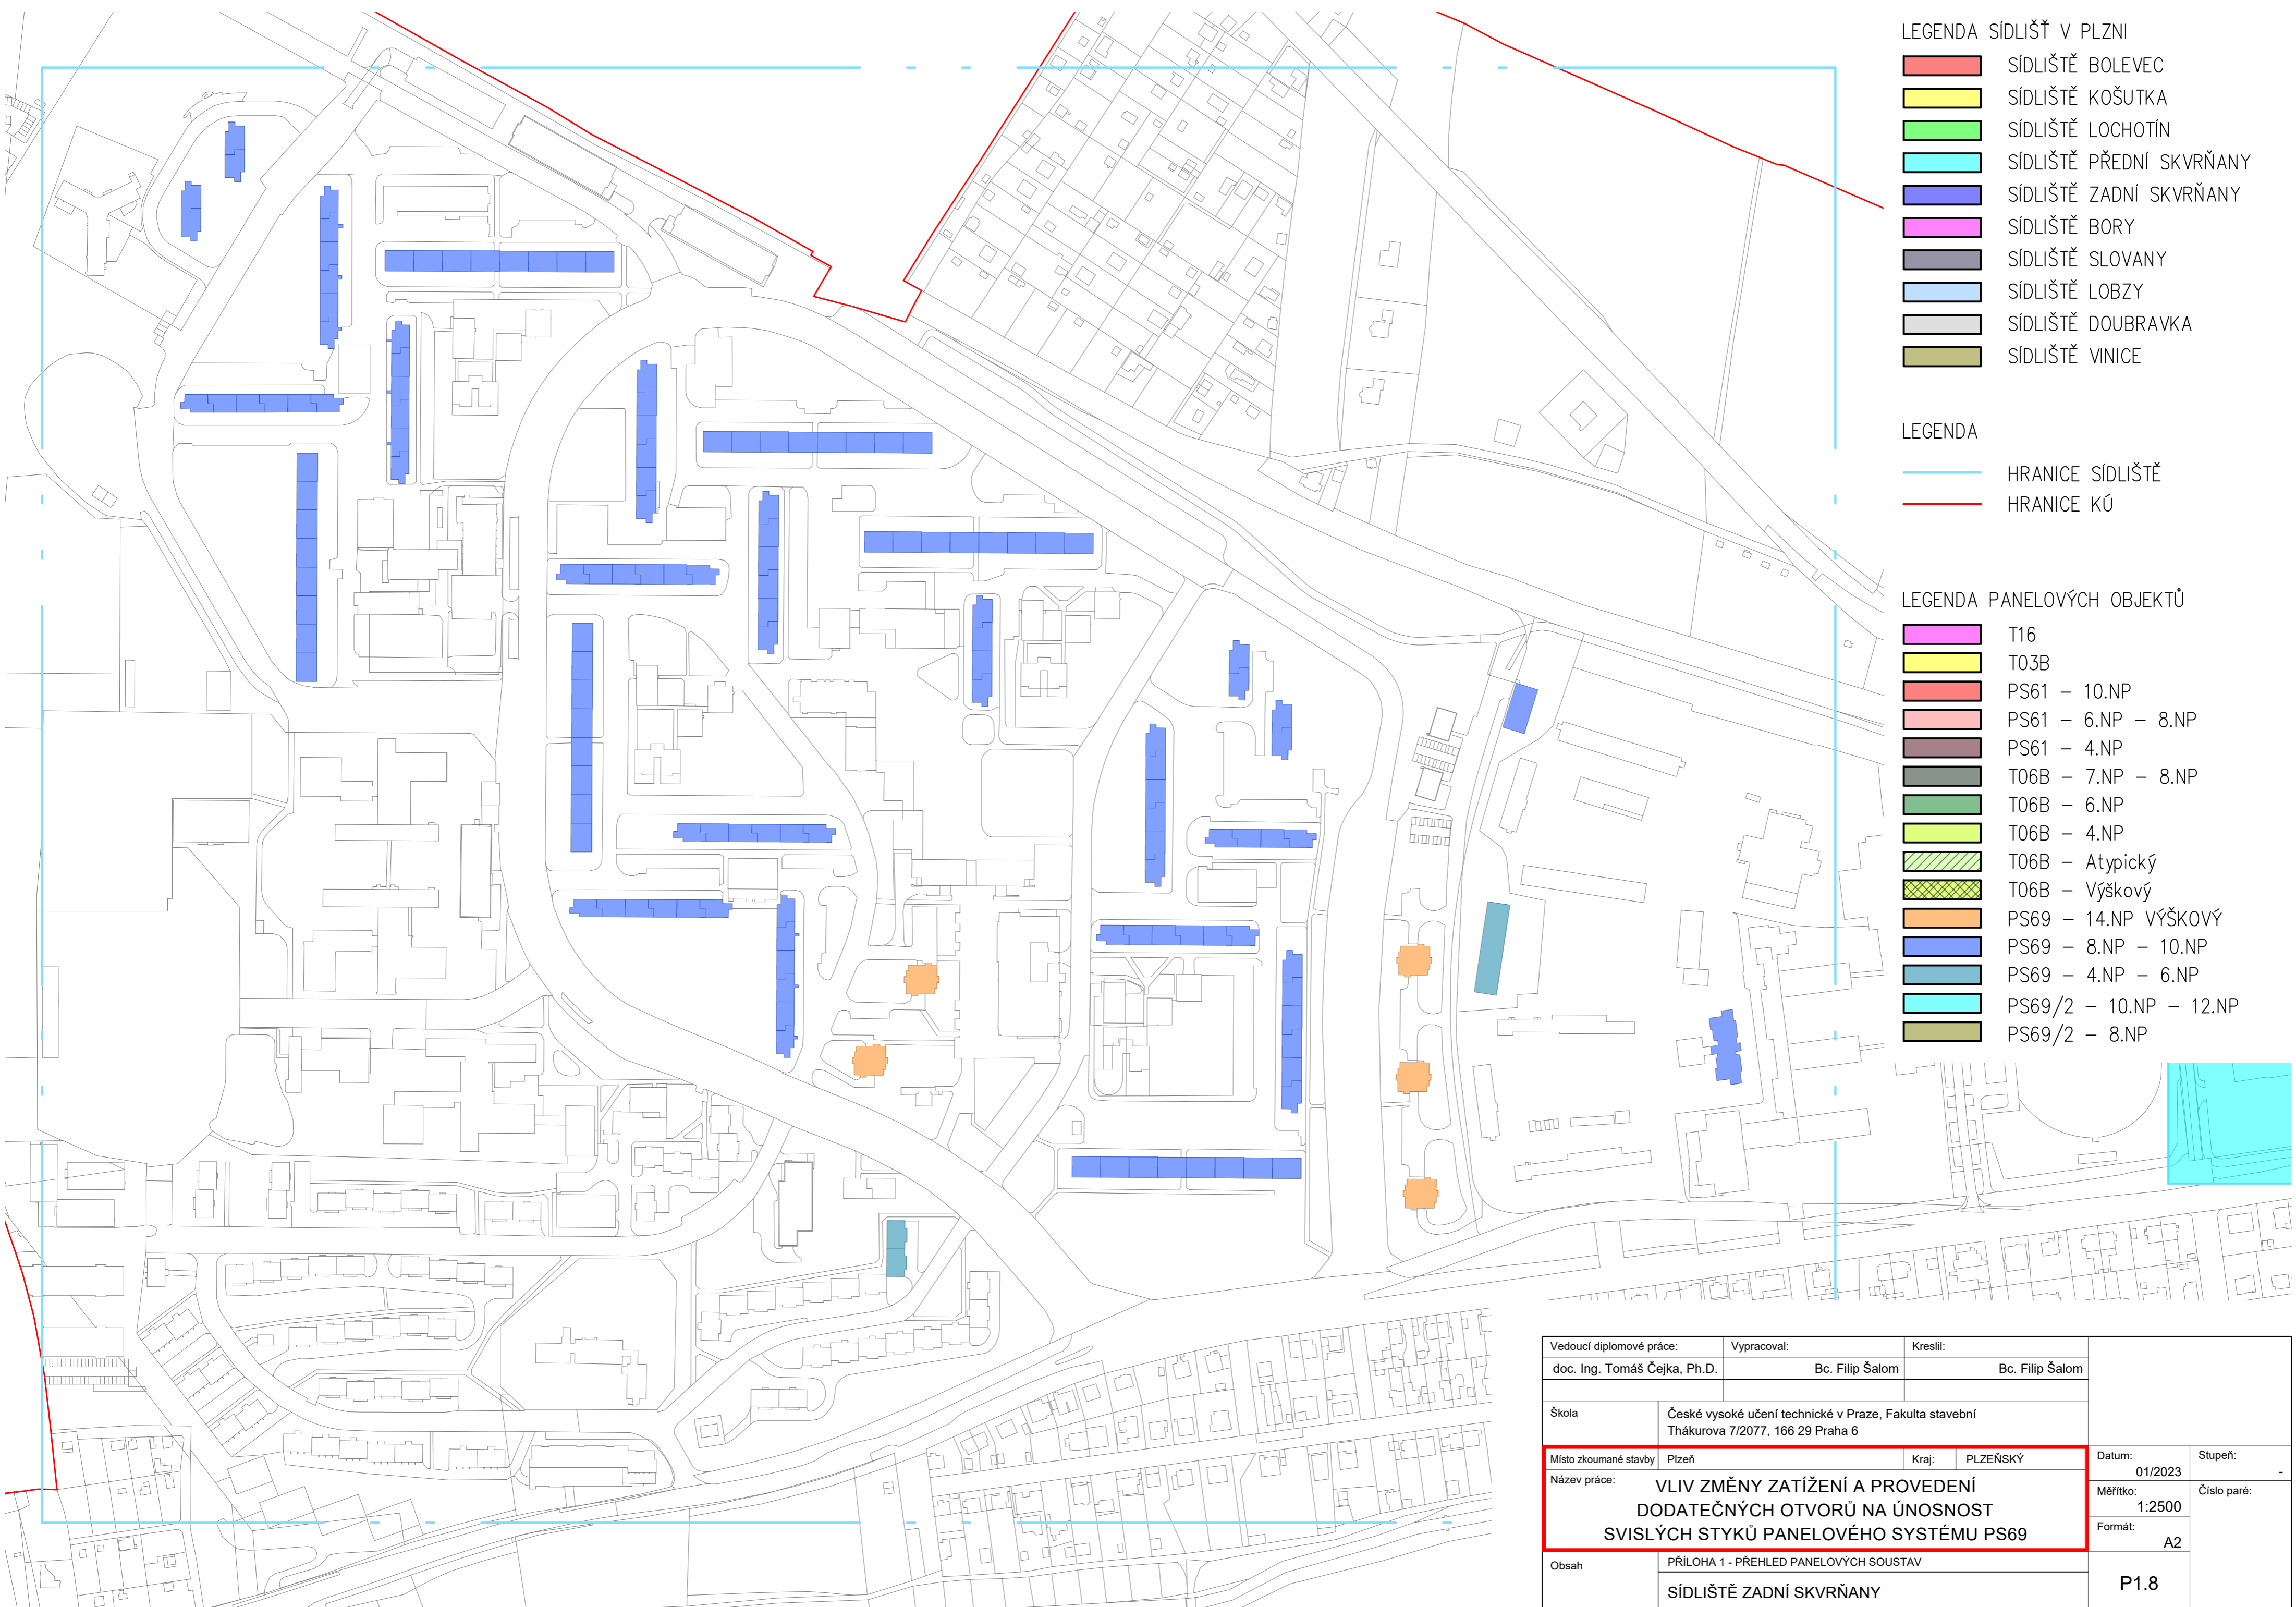 LEGENDA SÍDLIŠŤ V PLZNI
SÍDLIŠTĚ BOLEVEC
SÍDLIŠTĚ KOŠUTKA
SÍDLIŠTĚ LOCHOTÍN
SÍDLIŠTĚ PŘEDNÍ SKVRŇANY
SÍDLIŠTĚ ZADNÍ SKVRŇANY
SÍDLIŠTĚ BORY
SÍDLIŠTĚ SLOVANY
SÍDLIŠTĚ LOBZY
SÍDLIŠTĚ DOUBRAVKA
SÍDLIŠTĚ VINICE
LEGENDA
HRANICE SÍDLIŠTĚ
HRANICE KÚ
LEGENDA PANELOVÝCH OBJEKTŮ
T16
T03B
PS61 – 10.NP
PS61 – 6.NP – 8.NP
PS61 – 4.NP
T06B – 7.NP – 8.NP
T06B – 6.NP
T06B – 4.NP
T06B – Atypický
T06B – Výškový
PS69 – 14.NP VÝŠKOVÝ
PS69 – 8.NP – 10.NP
PS69 – 4.NP – 6.NP
PS69/2 – 10.NP – 12.NP
PS69/2 – 8.NP
Vedoucí diplomové práce: Vypracoval: Kreslil:
doc. Ing. Tomáš Čejka, Ph.D. Bc. Filip Šalom Bc. Filip Šalom
Škola České vysoké učení technické v Praze, Fakulta stavební
Thákurova 7/2077, 166 29 Praha 6
Místo zkoumané stavby Plzeň Kraj: PLZEŇSKÝ
Název práce: VLIV ZMĚNY ZATÍŽENÍ A PROVEDENÍ
DODATEČNÝCH OTVORŮ NA ÚNOSNOST
SVISLÝCH STYKŮ PANELOVÉHO SYSTÉMU PS69
Datum: Stupeň:
01/2023 -
Měřítko: Číslo paré:
1:2500
Formát:
A2
Obsah PŘÍLOHA 1 - PŘEHLED PANELOVÝCH SOUSTAV
SÍDLIŠTĚ ZADNÍ SKVRŇANY
P1.8